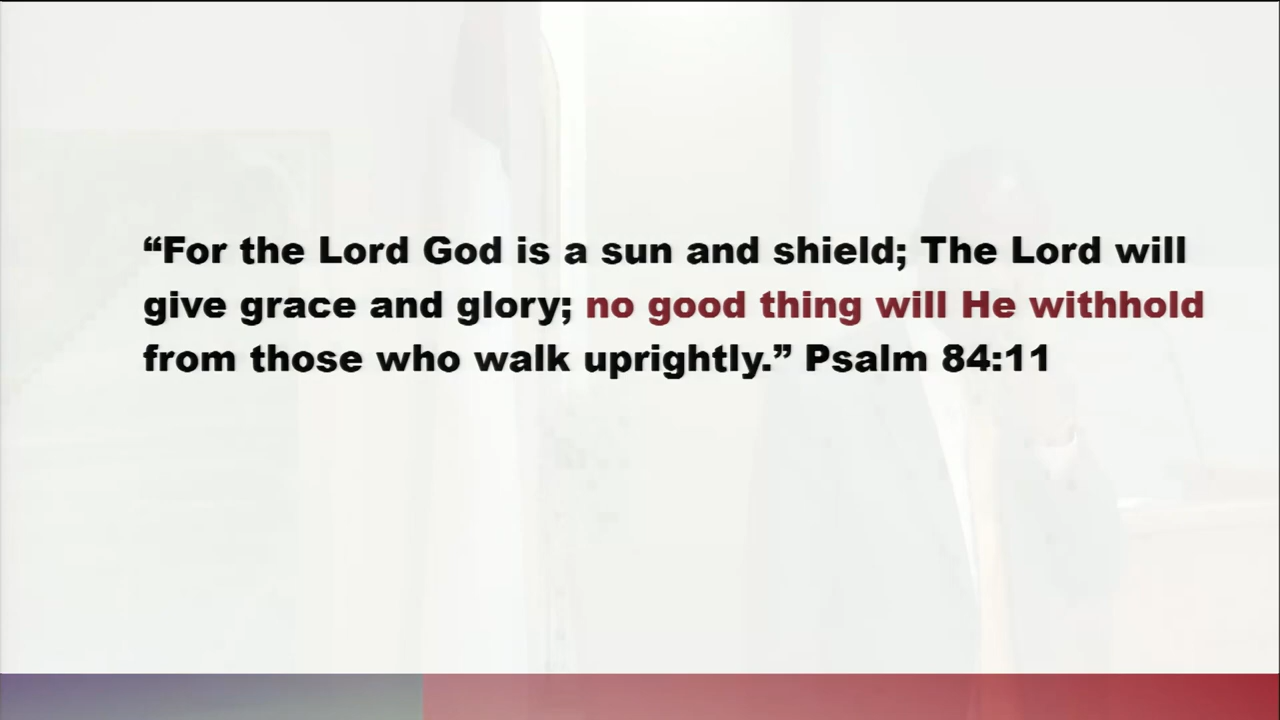 “For the Lord God is a sun and shield; The Lord will
give grace and glory; no good thing will He withhold
from those who walk uprightly.” Psalm 84:11